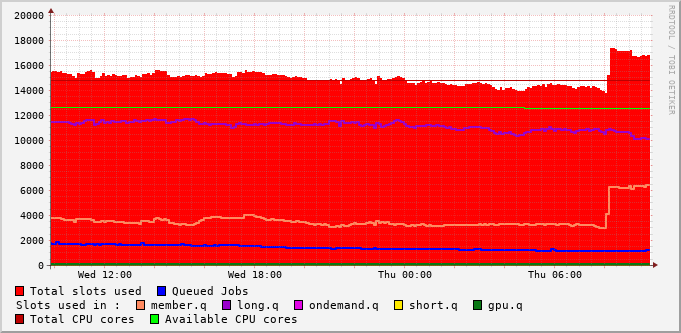 20000
18000
16000
14000
12000
10000
8000
6000
4000
2000
0
Wed 12:00 Wed 18:00 Thu 00:00 Thu 06:00
Total slots used Queued Jobs
Slots used in : member.q long.q ondemand.q short.q gpu.q
Total CPU cores Available CPU cores
RRDTOOL / TOBI OETIKER